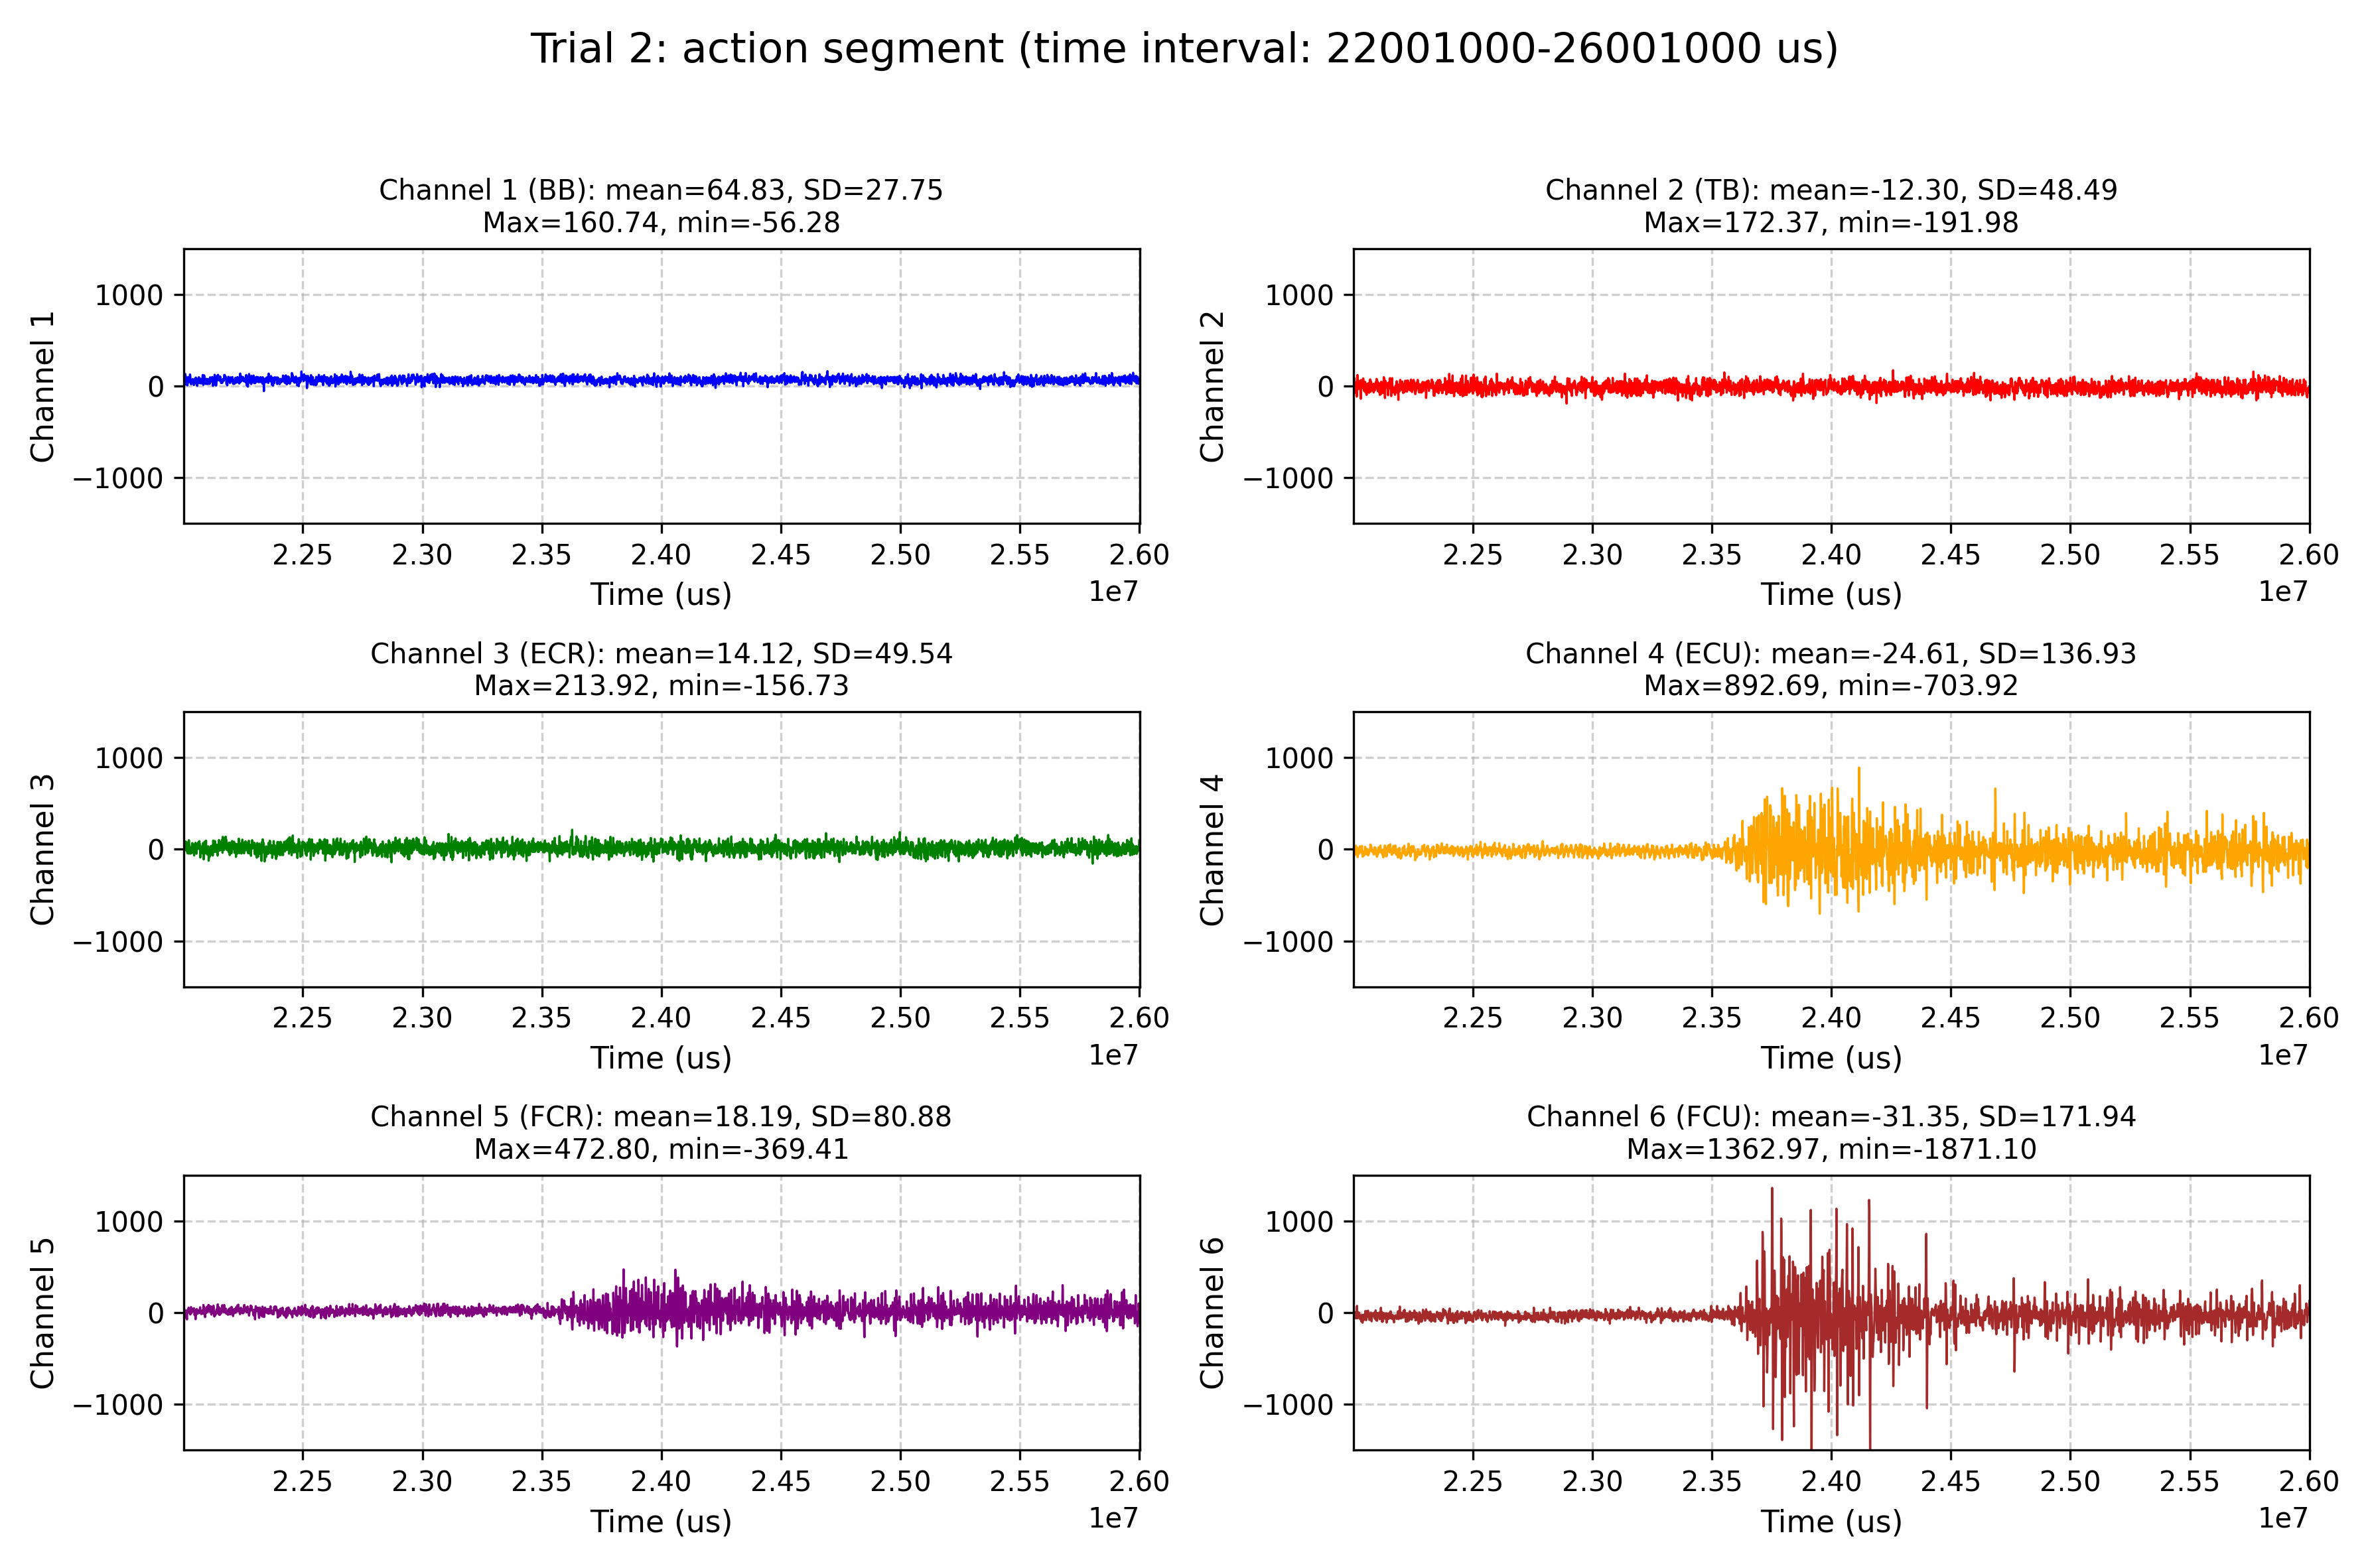 Trial 2: action segment (time interval: 22001000-26001000 us)
Channel 1 (BB): mean=64.83, SD=27.75
Max=160.74, min=-56.28
Channel 1
1000
0
−1000
2.25 2.30 2.35 2.40 2.45 2.50 2.55 2.60
Time (us)
1e7
Channel 2 (TB): mean=-12.30, SD=48.49
Max=172.37, min=-191.98
Channel 2
1000
0
−1000
2.25 2.30 2.35 2.40 2.45 2.50 2.55 2.60
Time (us)
1e7
Channel 3 (ECR): mean=14.12, SD=49.54
Max=213.92, min=-156.73
Channel 3
1000
0
−1000
2.25 2.30 2.35 2.40 2.45 2.50 2.55 2.60
Time (us)
1e7
Channel 4 (ECU): mean=-24.61, SD=136.93
Max=892.69, min=-703.92
Channel 4
1000
0
−1000
2.25 2.30 2.35 2.40 2.45 2.50 2.55 2.60
Time (us)
1e7
Channel 5 (FCR): mean=18.19, SD=80.88
Max=472.80, min=-369.41
Channel 5
1000
0
−1000
2.25 2.30 2.35 2.40 2.45 2.50 2.55 2.60
Time (us)
1e7
Channel 6 (FCU): mean=-31.35, SD=171.94
Max=1362.97, min=-1871.10
Channel 6
1000
0
−1000
2.25 2.30 2.35 2.40 2.45 2.50 2.55 2.60
Time (us)
1e7